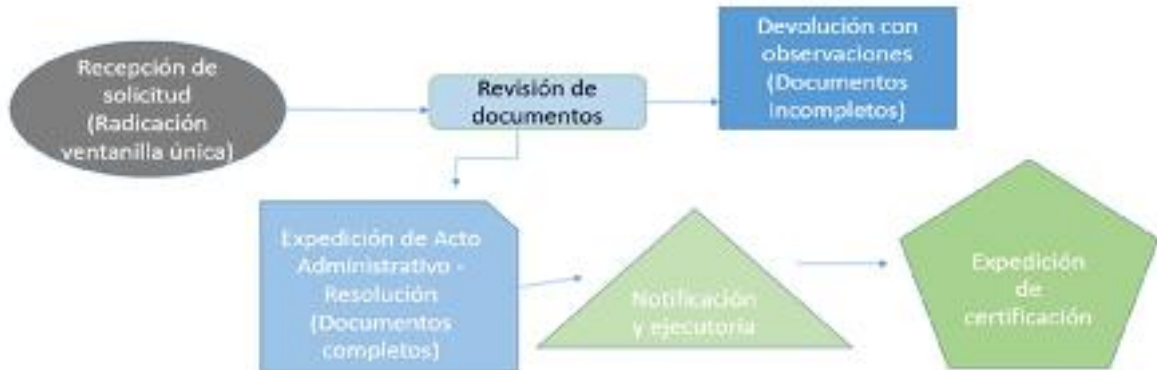 Recepción de
solicitud
(Radicación
ventanilla única)
Revisión de
documentos
Devolución con
observaciones
(Documentos
incompletos)
Expedición de Acto
Administrativo -
Resolución
(Documentos
completos)
Notificación
y ejecutoria
Expedición
de
certificación